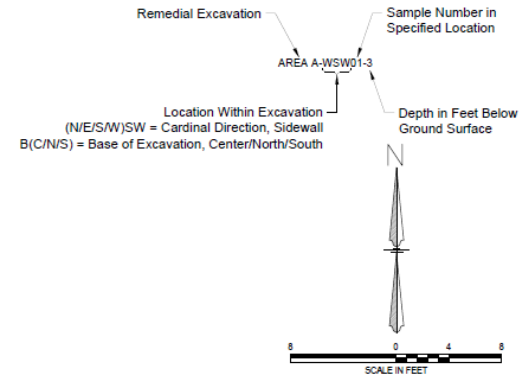 Remedial Excavation
Sample Number in
Specified Location
AREA A-WSW01-3
Location Within Excavation
(N/E/S/W)SW = Cardinal Direction, Sidewall
B(C/N/S) = Base of Excavation, Center/North/South
Depth in Feet Below
Ground Surface
N
8 0 4 8
SCALE IN FEET